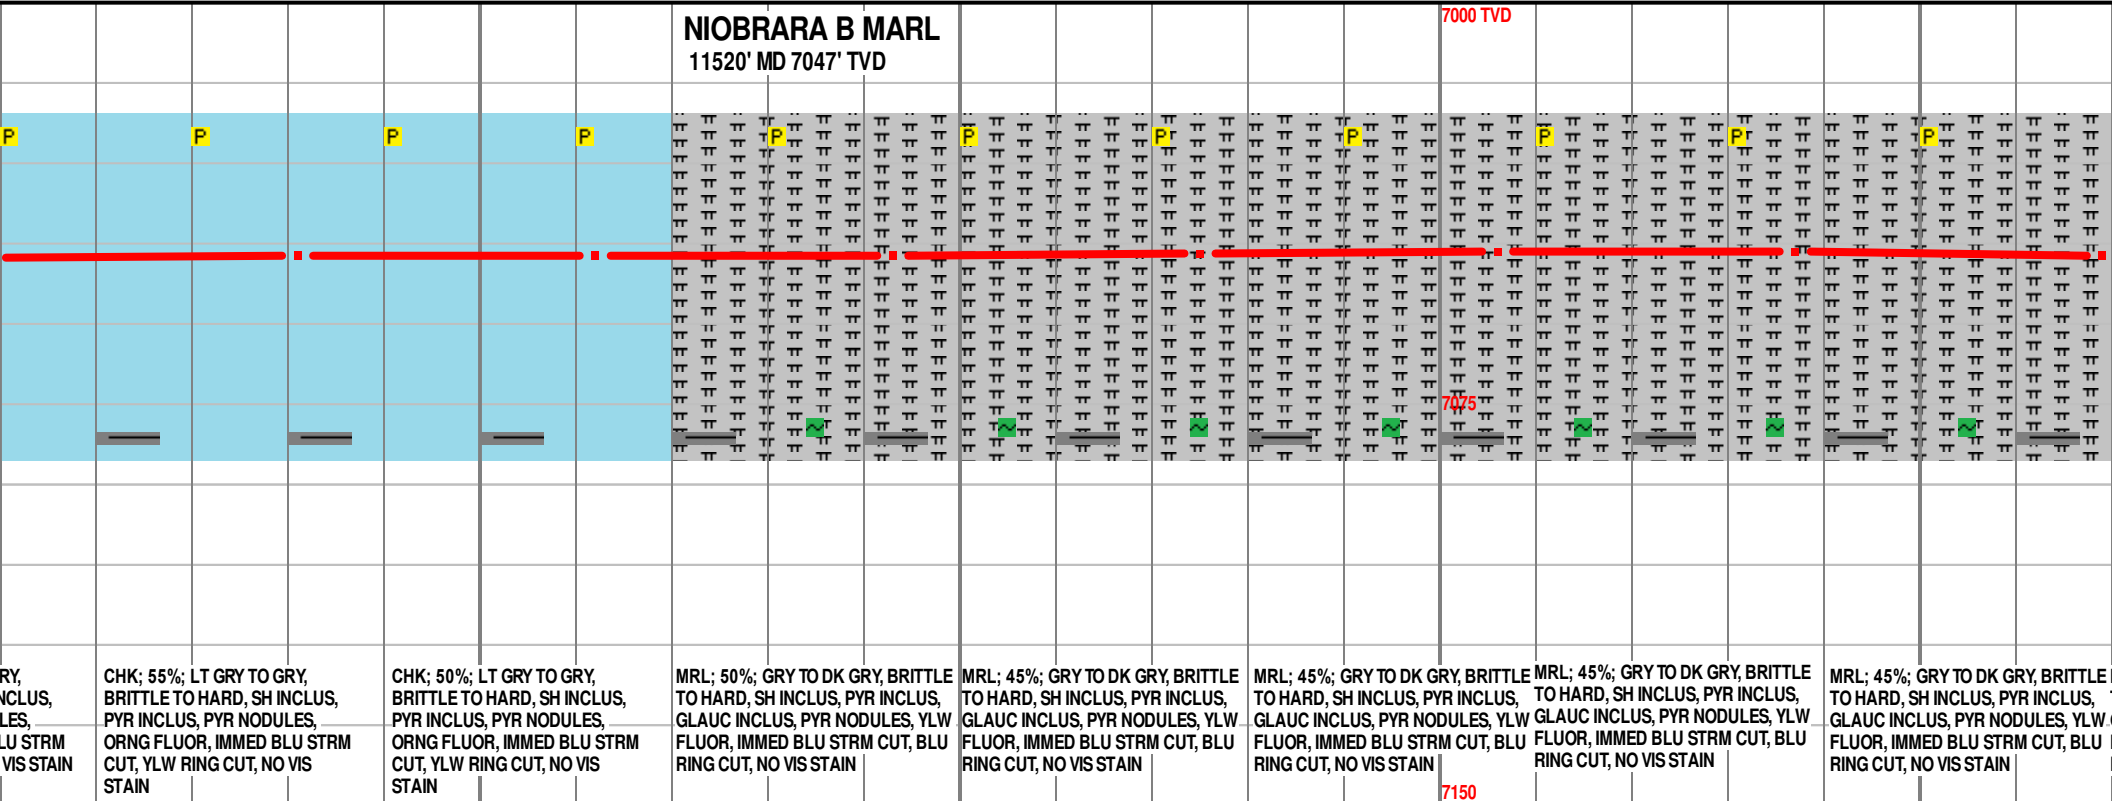 NIOBRARA B MARL
11520' MD 7047' TVD
7000 TVD
P
P
P
P
P
P
P
P
P
P
P
7075
RY,
NCLUS,
LES,
LU STRM
VIS STAIN
CHK; 55%; LT GRY TO GRY,
BRITTLE TO HARD, SH INCLUS,
PYR INCLUS, PYR NODULES,
ORNG FLUOR, IMMED BLU STRM
CUT, YLW RING CUT, NO VIS
STAIN
CHK; 50%; LT GRY TO GRY,
BRITTLE TO HARD, SH INCLUS,
PYR INCLUS, PYR NODULES,
ORNG FLUOR, IMMED BLU STRM
CUT, YLW RING CUT, NO VIS
STAIN
MRL; 50%; GRY TO DK GRY, BRITTLE
TO HARD, SH INCLUS, PYR INCLUS,
GLAUC INCLUS, PYR NODULES, YLW
FLUOR, IMMED BLU STRM CUT, BLU
RING CUT, NO VIS STAIN
MRL; 45%; GRY TO DK GRY, BRITTLE
TO HARD, SH INCLUS, PYR INCLUS,
GLAUC INCLUS, PYR NODULES, YLW
FLUOR, IMMED BLU STRM CUT, BLU
RING CUT, NO VIS STAIN
MRL; 45%; GRY TO DK GRY, BRITTLE
TO HARD, SH INCLUS, PYR INCLUS,
GLAUC INCLUS, PYR NODULES, YLW
FLUOR, IMMED BLU STRM CUT, BLU
RING CUT, NO VIS STAIN
MRL; 45%; GRY TO DK GRY, BRITTLE
TO HARD, SH INCLUS, PYR INCLUS,
GLAUC INCLUS, PYR NODULES, YLW
FLUOR, IMMED BLU STRM CUT, BLU
RING CUT, NO VIS STAIN
MRL; 45%; GRY TO DK GRY, BRITTLE
TO HARD, SH INCLUS, PYR INCLUS,
GLAUC INCLUS, PYR NODULES, YLW
FLUOR, IMMED BLU STRM CUT, BLU
RING CUT, NO VIS STAIN
7150